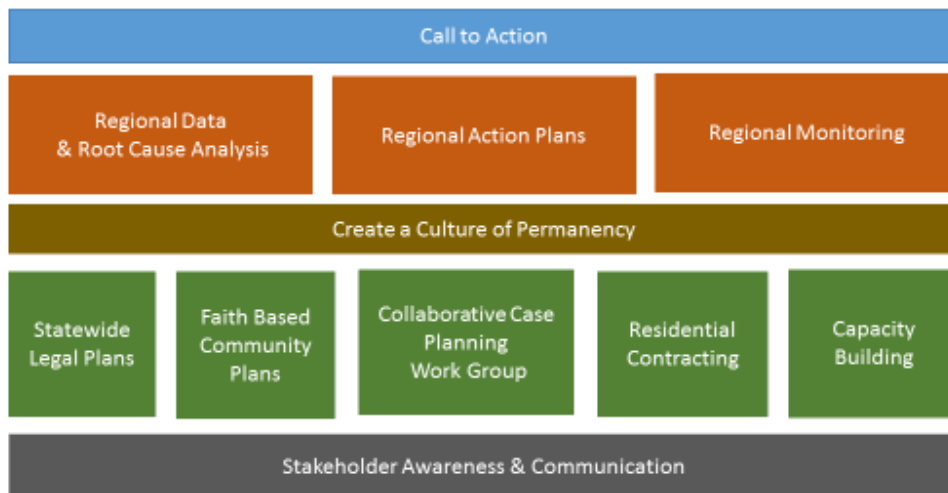 Call to Action
Regional Data
& Root Cause Analysis
Regional Action Plans
Regional Monitoring
Create a Culture of Permanency
Statewide
Legal Plans
Faith Based
Community
Plans
Collaborative Case
Planning
Work Group
Residential
Contracting
Capacity
Building
Stakeholder Awareness & Communication